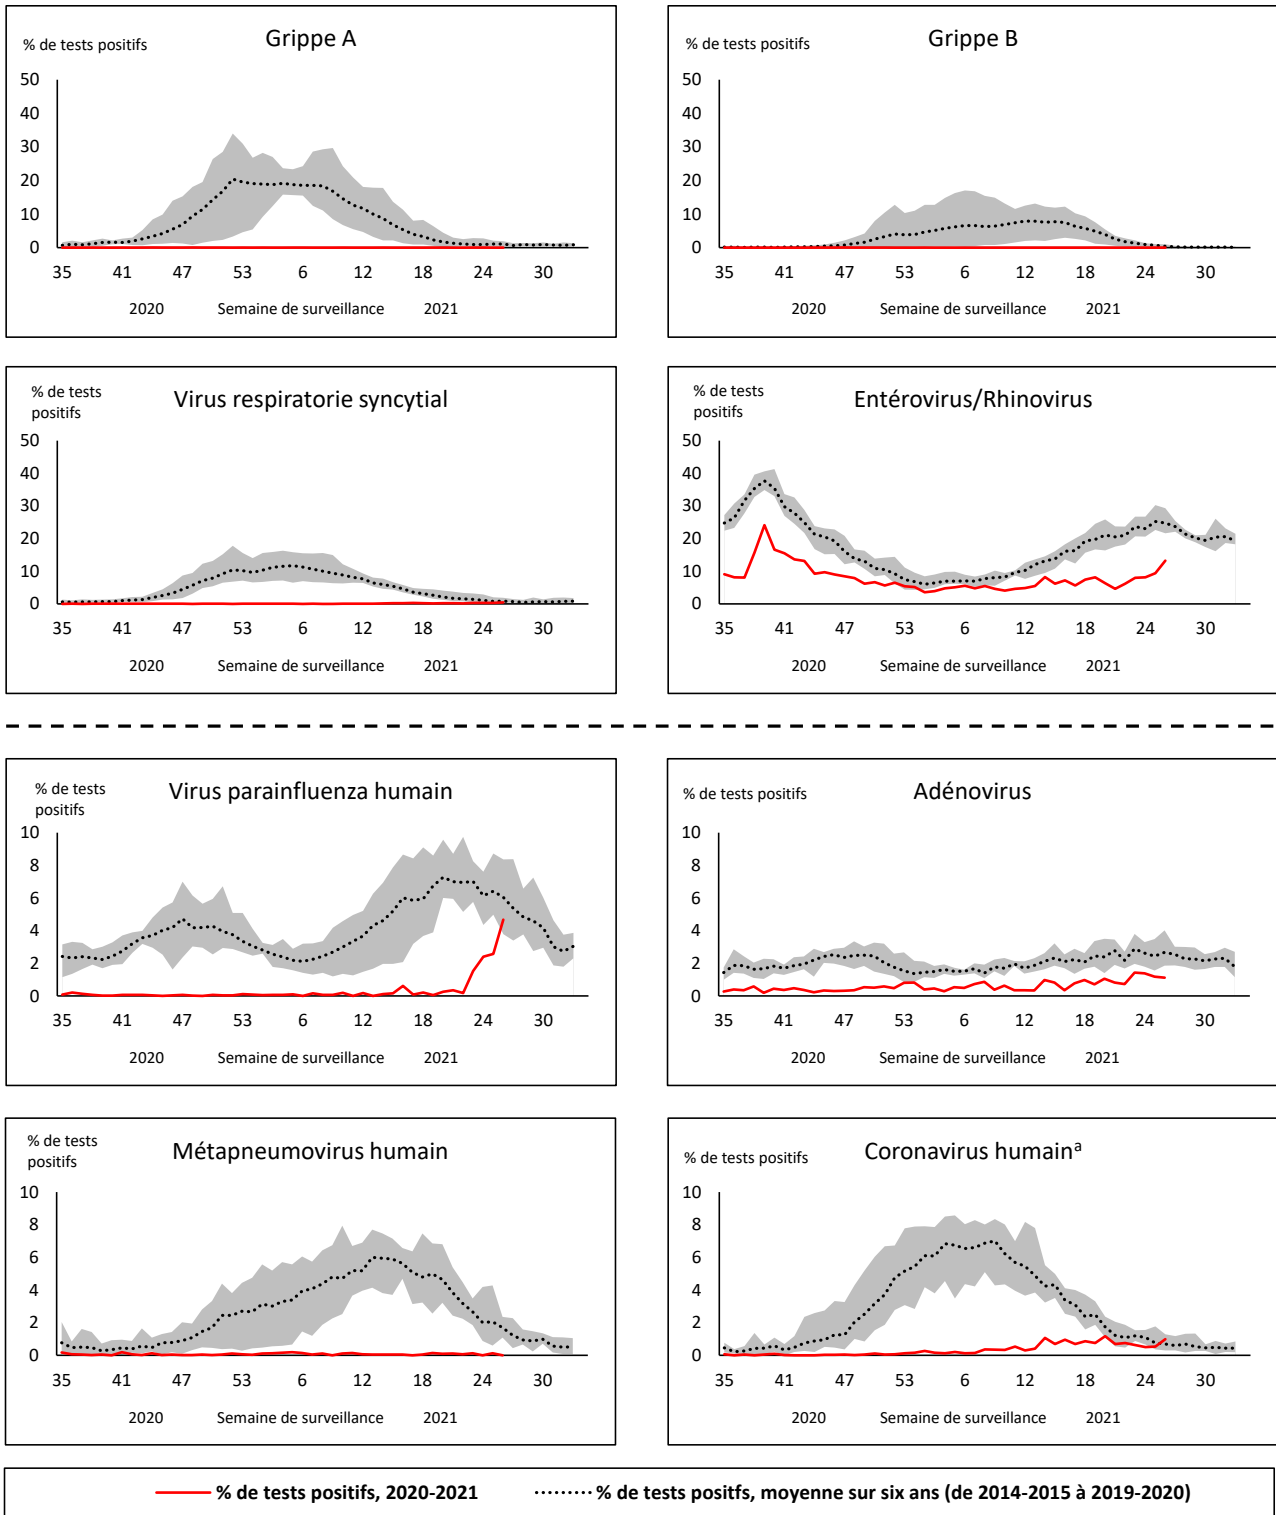 Grippe A
% de tests positifs
50
40
30
20
10
0
35 41 47 53 6 12 18 24 30
2020 Semaine de surveillance 2021
Grippe B
% de tests positifs
50
40
30
20
10
0
35 41 47 53 6 12 18 24 30
2020 Semaine de surveillance 2021
Virus respiratorie syncytial
% de tests
positifs
50
40
30
20
10
0
35 41 47 53 6 12 18 24 30
2020 Semaine de surveillance 2021
Entérovirus/Rhinovirus
% de tests
positifs
50
40
30
20
10
0
35 41 47 53 6 12 18 24 30
2020 Semaine de surveillance 2021
Virus parainfluenza humain
% de tests
positifs
10
8
6
4
2
0
35 41 47 53 6 12 18 24 30
2020 Semaine de surveillance 2021
Adénovirus
% de tests positifs
10
8
6
4
2
0
35 41 47 53 6 12 18 24 30
2020 Semaine de surveillance 2021
Métapneumovirus humain
% de tests
positifs
10
8
6
4
2
0
35 41 47 53 6 12 18 24 30
2020 Semaine de surveillance 2021
Coronavirus humainᵃ
% de tests positifs
10
8
6
4
2
0
35 41 47 53 6 12 18 24 30
2020 Semaine de surveillance 2021
% de tests positifs, 2020-2021 % de tests positfs, moyenne sur six ans (de 2014-2015 à 2019-2020)